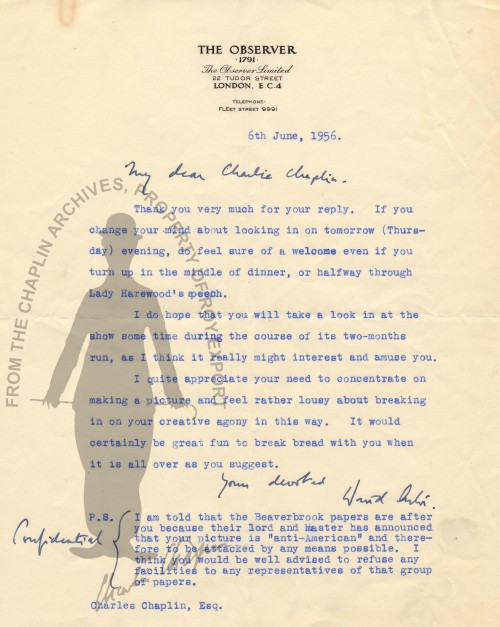 THE OBSERVER
·1791·
The Observer Limited
22 TUDOR STREET
LONDON, E C 4
TELEPHONE:
FLEET STREET 9991
6th June, 1956.
My dear Charlie Chaplin.
Thank you very much for your reply. If you
change your mind about looking in on tomorrow (Thurs-
day) evening, do feel sure of a welcome even if you
turn up in the middle of dinner, or halfway through
Lady Harewood's speech.
I do hope that you will take a look in at the
show some time during the course of its two-months
run, as I think it really might interest and amuse you.
I quite appreciate your need to concentrate on
making a picture and feel rather lousy about breaking
in on your creative agony in this way. It would
certainly be great fun to break bread with you when
it is all over as you suggest.
Yours devoted
Confidential
P.S. I am told that the Beaverbrook papers are after
you because their lord and master has announced
that your picture is "anti-American" and there-
fore to be attacked by any means possible. I
think you would be well advised to refuse any
facilities to any representatives of that group
of papers.
Charles Chaplin, Esq.
FROM THE CHAPLIN ARCHIVES, PROPERTY OF ROY EXPORT